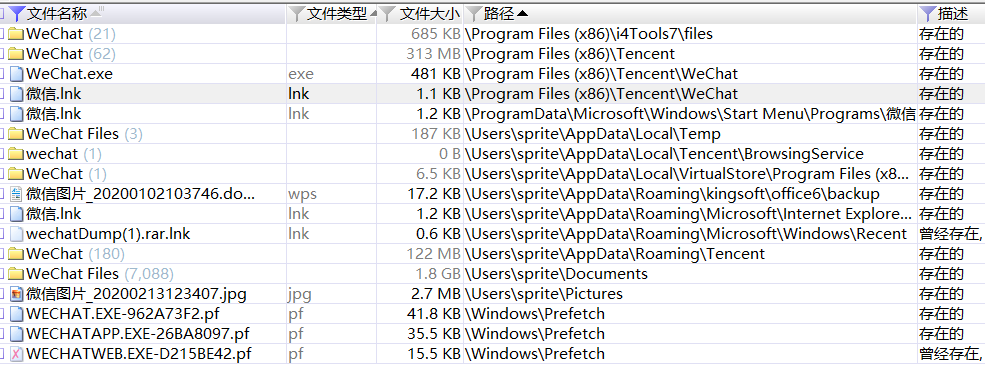 文件名称 文件类型 文件大小 路径 描述
WeChat (21) 685 KB \Program Files (x86)\i4Tools7\files 存在的
WeChat (62) 313 MB \Program Files (x86)\Tencent 存在的
WeChat.exe exe 481 KB \Program Files (x86)\Tencent\WeChat 存在的
微信.lnk lnk 1.1 KB \Program Files (x86)\Tencent\WeChat 存在的
微信.lnk lnk 1.2 KB \ProgramData\Microsoft\Windows\Start Menu\Programs\微信 存在的
WeChat Files (3) 187 KB \Users\sprite\AppData\Local\Temp 存在的
wechat (1) 0 B \Users\sprite\AppData\Local\Tencent\BrowsingService 存在的
WeChat (1) 6.5 KB \Users\sprite\AppData\Local\VirtualStore\Program Files (x8... 存在的
微信图片_20200102103746.do... wps 17.2 KB \Users\sprite\AppData\Roaming\kingsoft\office6\backup 存在的
微信.lnk lnk 1.2 KB \Users\sprite\AppData\Roaming\Microsoft\Internet Explore... 存在的
wechatDump(1).rar.lnk lnk 0.6 KB \Users\sprite\AppData\Roaming\Microsoft\Windows\Recent 曾经存在,
WeChat (180) 122 MB \Users\sprite\AppData\Roaming\Tencent 存在的
WeChat Files (7,088) 1.8 GB \Users\sprite\Documents 存在的
微信图片_20200213123407.jpg jpg 2.7 MB \Users\sprite\Pictures 存在的
WECHAT.EXE-962A73F2.pf pf 41.8 KB \Windows\Prefetch 存在的
WECHATAPP.EXE-26BA8097.pf pf 35.5 KB \Windows\Prefetch 存在的
WECHATWEB.EXE-D215BE42.pf pf 15.5 KB \Windows\Prefetch 曾经存在,